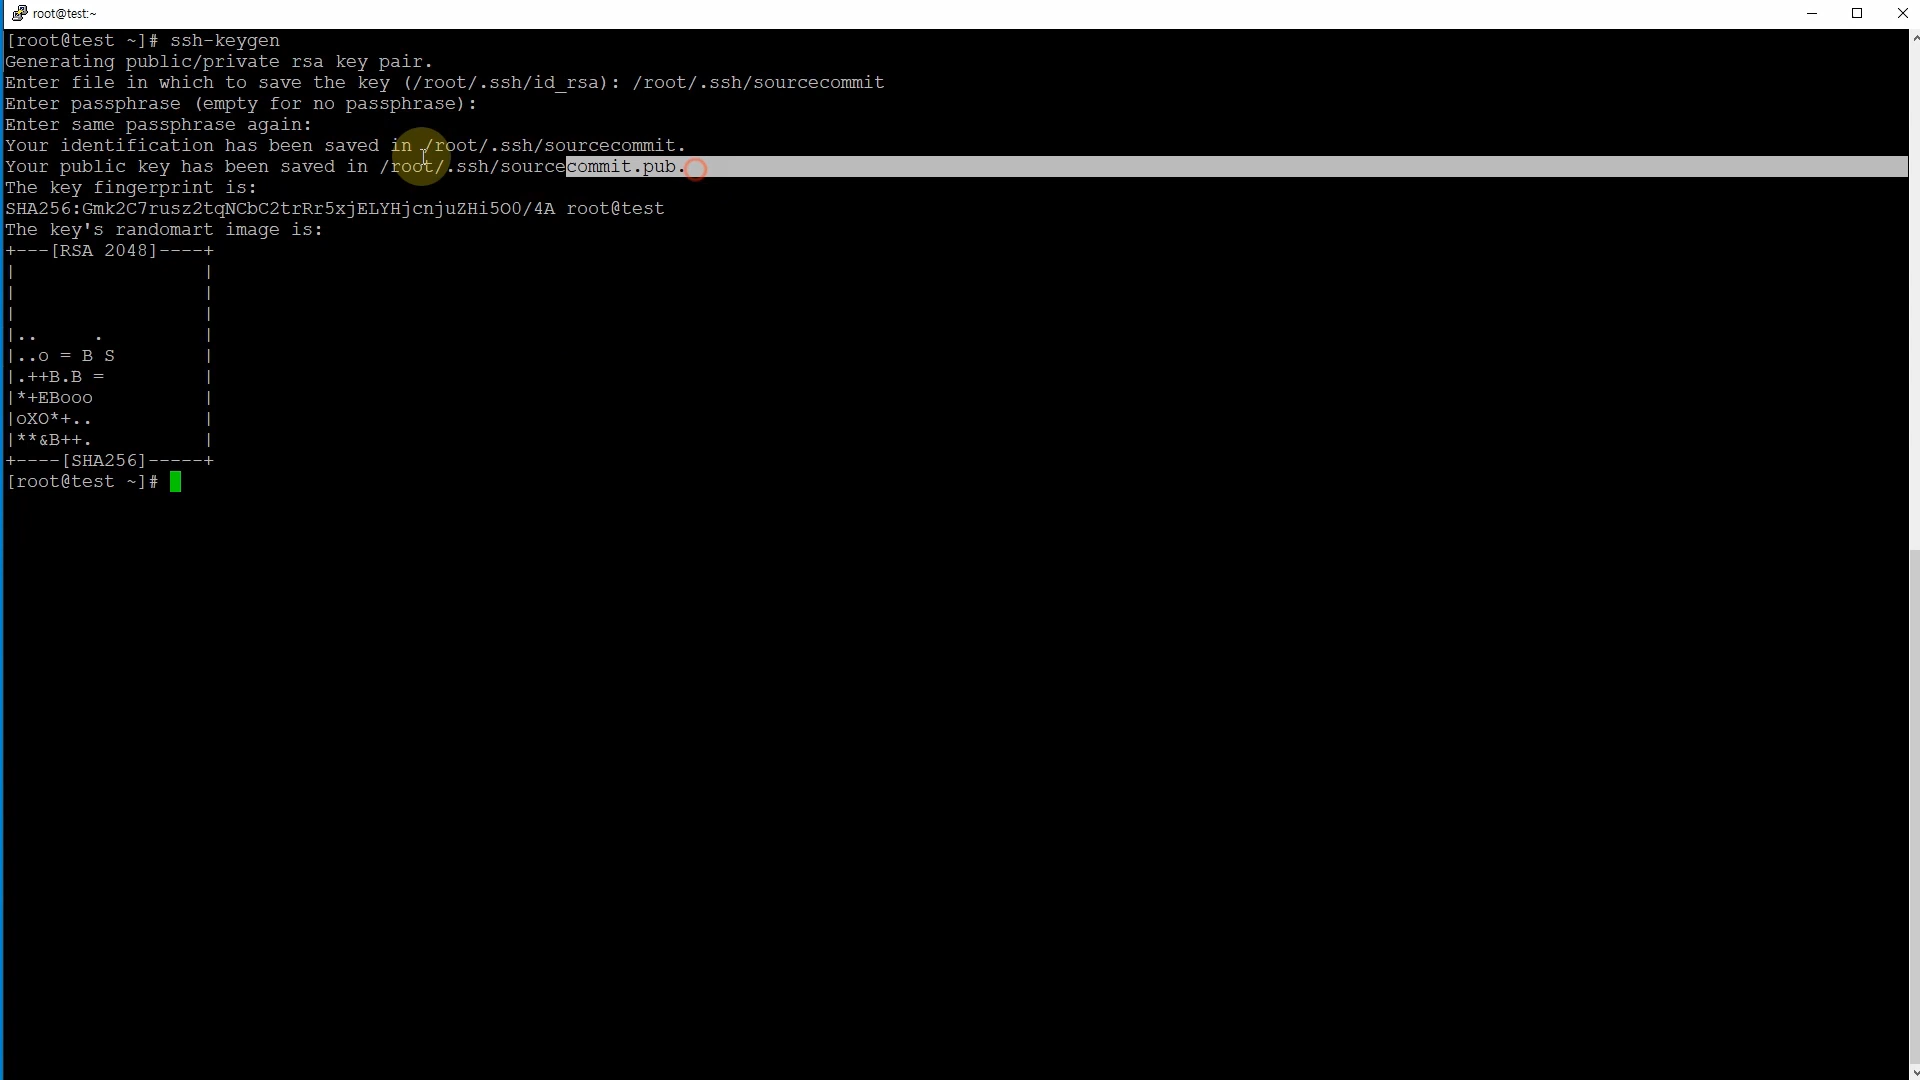 root@test:~
[root@test ~]# ssh-keygen
Generating public/private rsa key pair.
Enter file in which to save the key (/root/.ssh/id_rsa): /root/.ssh/sourcecommit
Enter passphrase (empty for no passphrase):
Enter same passphrase again:
Your identification has been saved in /root/.ssh/sourcecommit.
Your public key has been saved in /root/.ssh/sourcecommit.pub.
The key fingerprint is:
SHA256:Gmk2C7rusz2tqNCbC2trRr5xjELYHjcnjuZHi5O0/4A root@test
The key's randomart image is:
+---[RSA 2048]----+
|                 |
|                 |
|                 |
|..     .         |
|..o = B S        |
|.++B.B =         |
|*+EBooo          |
|oXO*+..          |
|**&B++.          |
+----[SHA256]-----+
[root@test ~]#